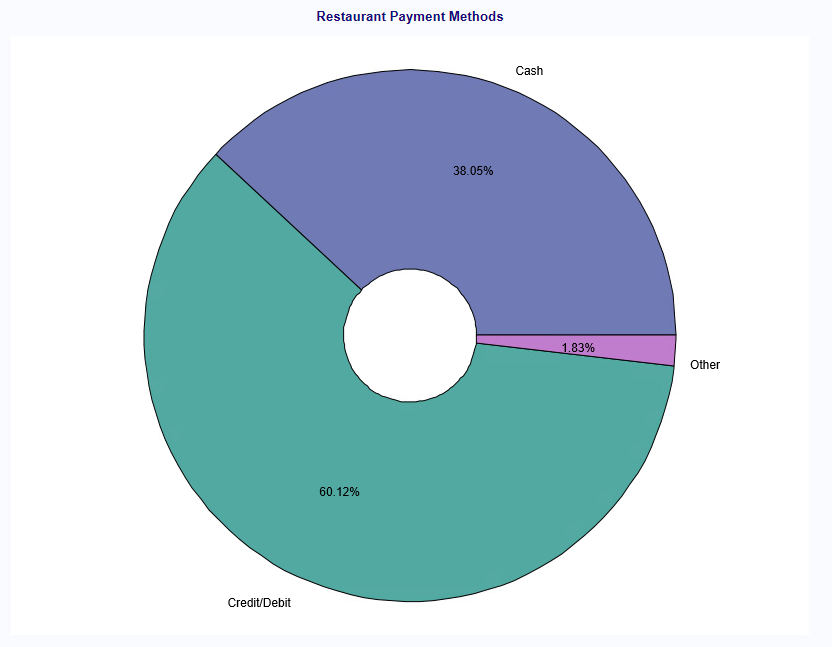 Restaurant Payment Methods
Cash
38.05%
1.83%
Other
60.12%
Credit/Debit